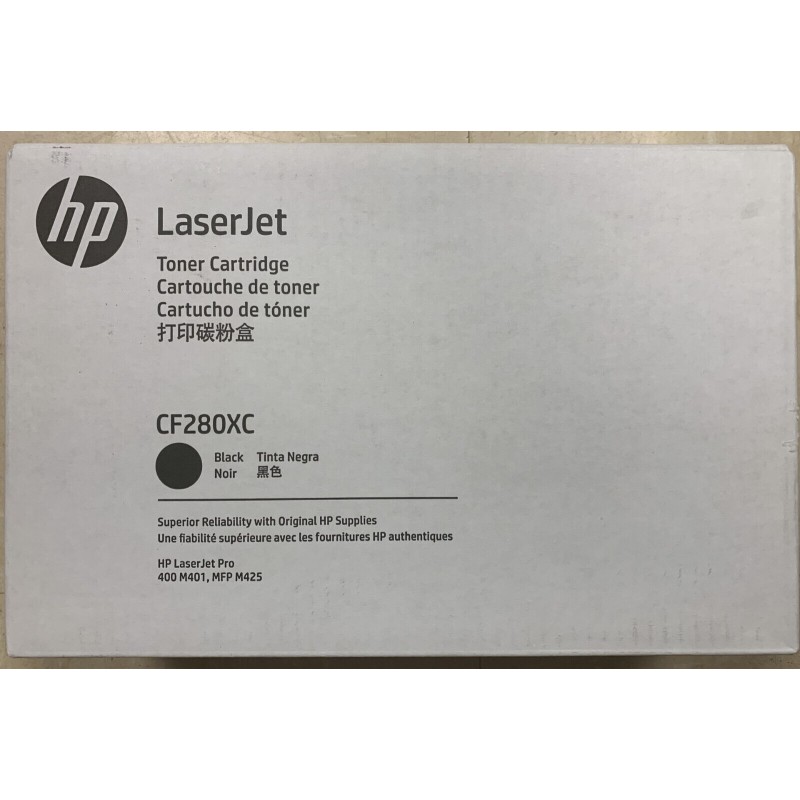 hp
LaserJet
Toner Cartridge
Cartouche de toner
Cartucho de tóner
打印碳粉盒
CF280XC
Black Tinta Negra
Noir 黑色
Superior Reliability with Original HP Supplies
Une fiabilité supérieure avec les fournitures HP authentiques
HP LaserJet Pro
400 M401, MFP M425